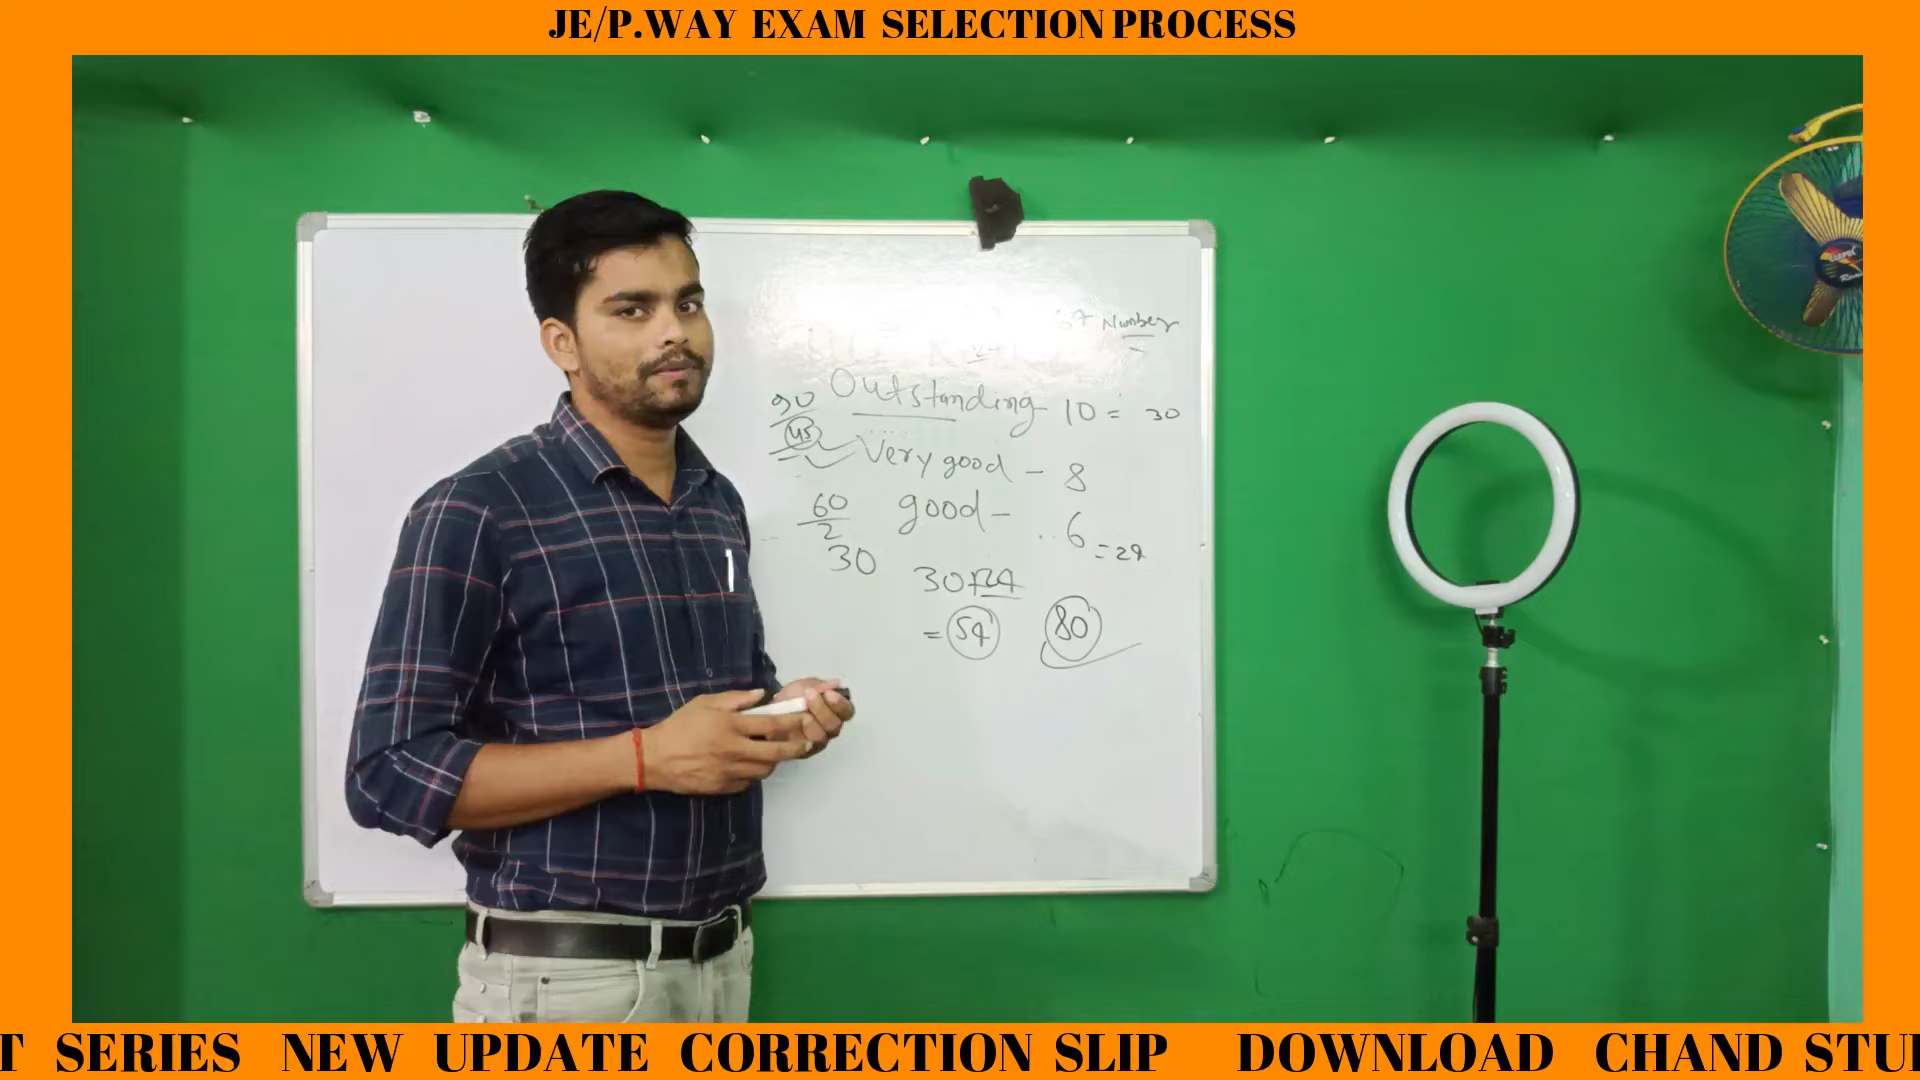 JE/P.WAY EXAM SELECTION PROCESS
Number
90 Outstanding 10 = 30
45 Very good - 8
60 good - 6
2 = 24
30
30+24
= 54 80
T SERIES NEW UPDATE CORRECTION SLIP DOWNLOAD CHAND STU